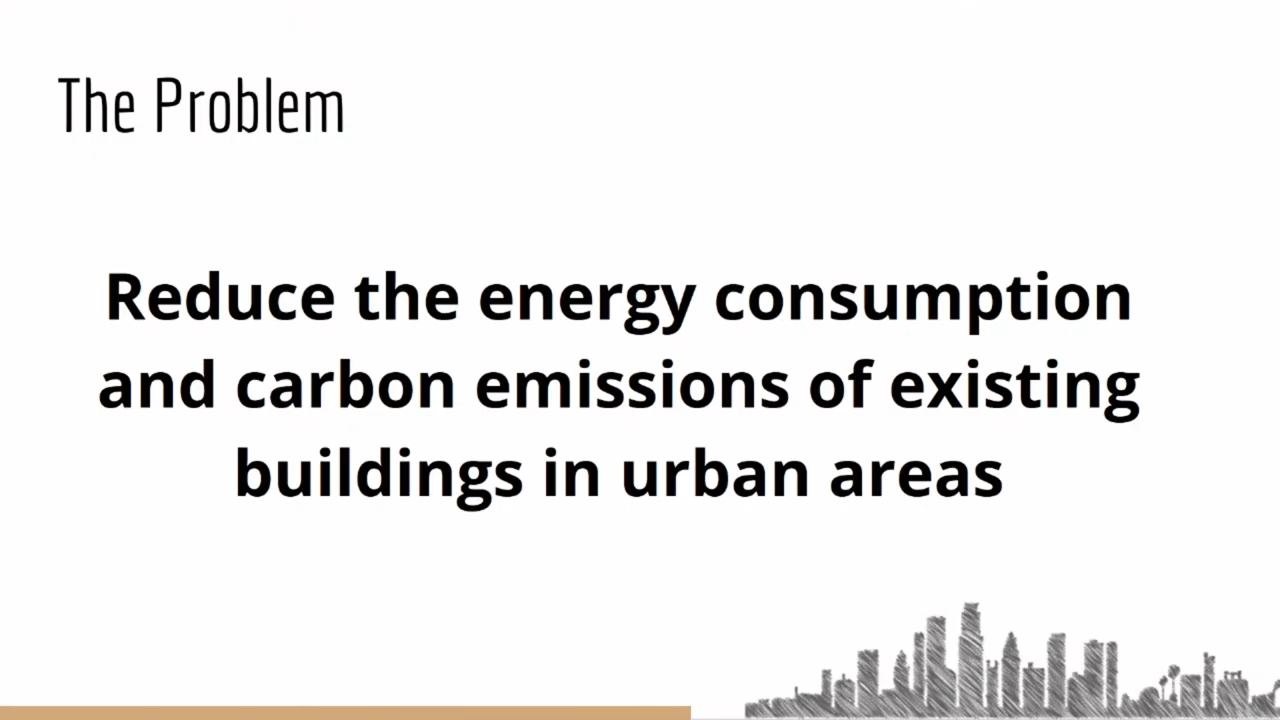 The Problem
Reduce the energy consumption
and carbon emissions of existing
buildings in urban areas